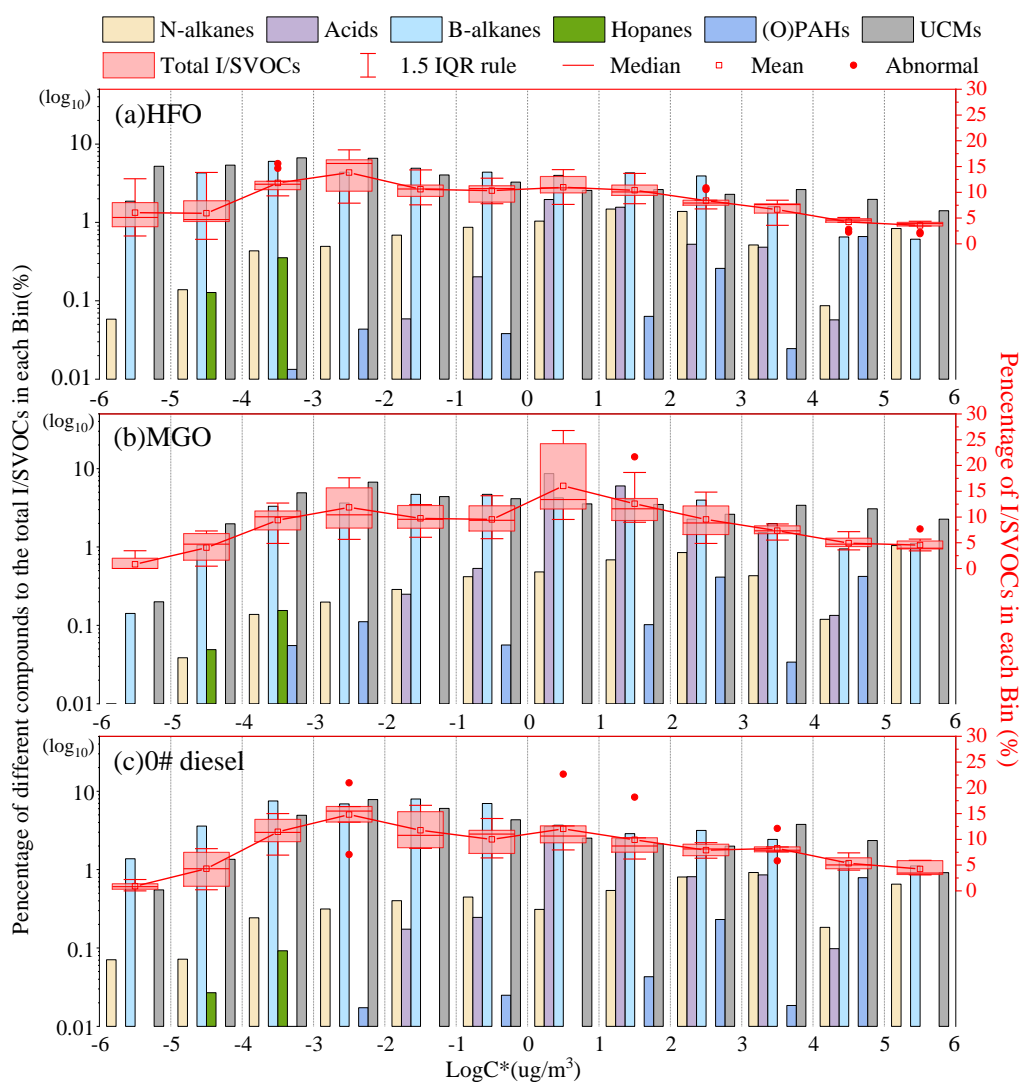 N-alkanes Acids B-alkanes Hopanes (O)PAHs UCMs
Total I/SVOCs 1.5 IQR rule Median Mean Abnormal
Pencentage of different compounds to the total I/SVOCs in each Bin(%)
(log10)
(a)HFO
10
1
0.1
0.01
30
25
20
15
10
5
0
-6 -5 -4 -3 -2 -1 0 1 2 3 4 5 6
(log10)
(b)MGO
10
1
0.1
0.01
30
25
20
15
10
5
0
-6 -5 -4 -3 -2 -1 0 1 2 3 4 5 6
(log10)
(c)0# diesel
10
1
0.1
0.01
30
25
20
15
10
5
0
-6 -5 -4 -3 -2 -1 0 1 2 3 4 5 6
LogC*(ug/m³)
Pencentage of I/SVOCs in each Bin (%)